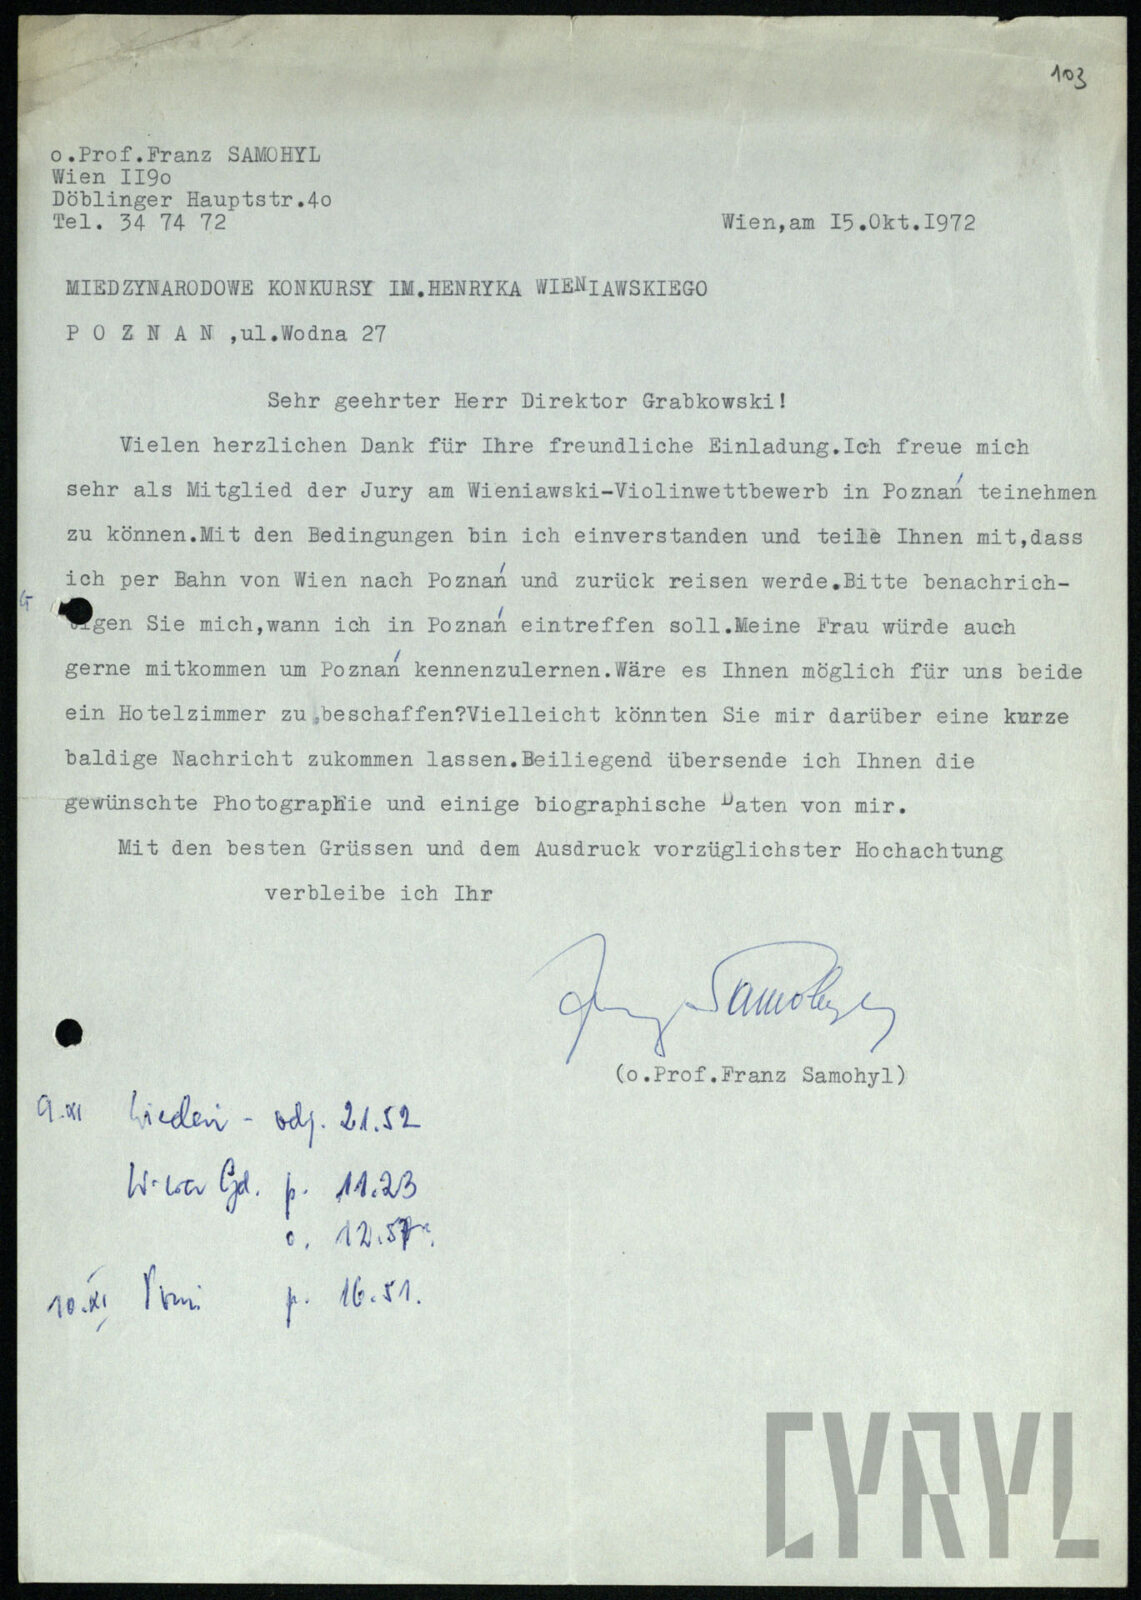 103
o.Prof.Franz SAMOHYL
Wien II9o
Döblinger Hauptstr.4o
Tel. 34 74 72
Wien,am I5.Okt.I972
MIEDZYNARODOWE KONKURSY IM.HENRYKA WIENIAWSKIEGO
P O Z N A N ,ul.Wodna 27
Sehr geehrter Herr Direktor Grabkowski!
Vielen herzlichen Dank für Ihre freundliche Einladung.Ich freue mich
sehr als Mitglied der Jury am Wieniawski-Violinwettbewerb in Poznań teinehmen
zu können.Mit den Bedingungen bin ich einverstanden und teile Ihnen mit,dass
ich per Bahn von Wien nach Poznań und zurück reisen werde.Bitte benachrich-
tigen Sie mich,wann ich in Poznań eintreffen soll.Meine Frau würde auch
gerne mitkommen um Poznań kennenzulernen.Wäre es Ihnen möglich für uns beide
ein Hotelzimmer zu beschaffen?Vielleicht könnten Sie mir darüber eine kurze
baldige Nachricht zukommen lassen.Beiliegend übersende ich Ihnen die
gewünschte Photographie und einige biographische Daten von mir.
Mit den besten Grüssen und dem Ausdruck vorzüglichster Hochachtung
verbleibe ich Ihr
Franz Samohyl
(o.Prof.Franz Samohyl)
9.XI Wiedeń - odj. 21.52
W-wa Gd. p. 11.23
o. 12.57
10.XI p. 16.51.
CYRYL